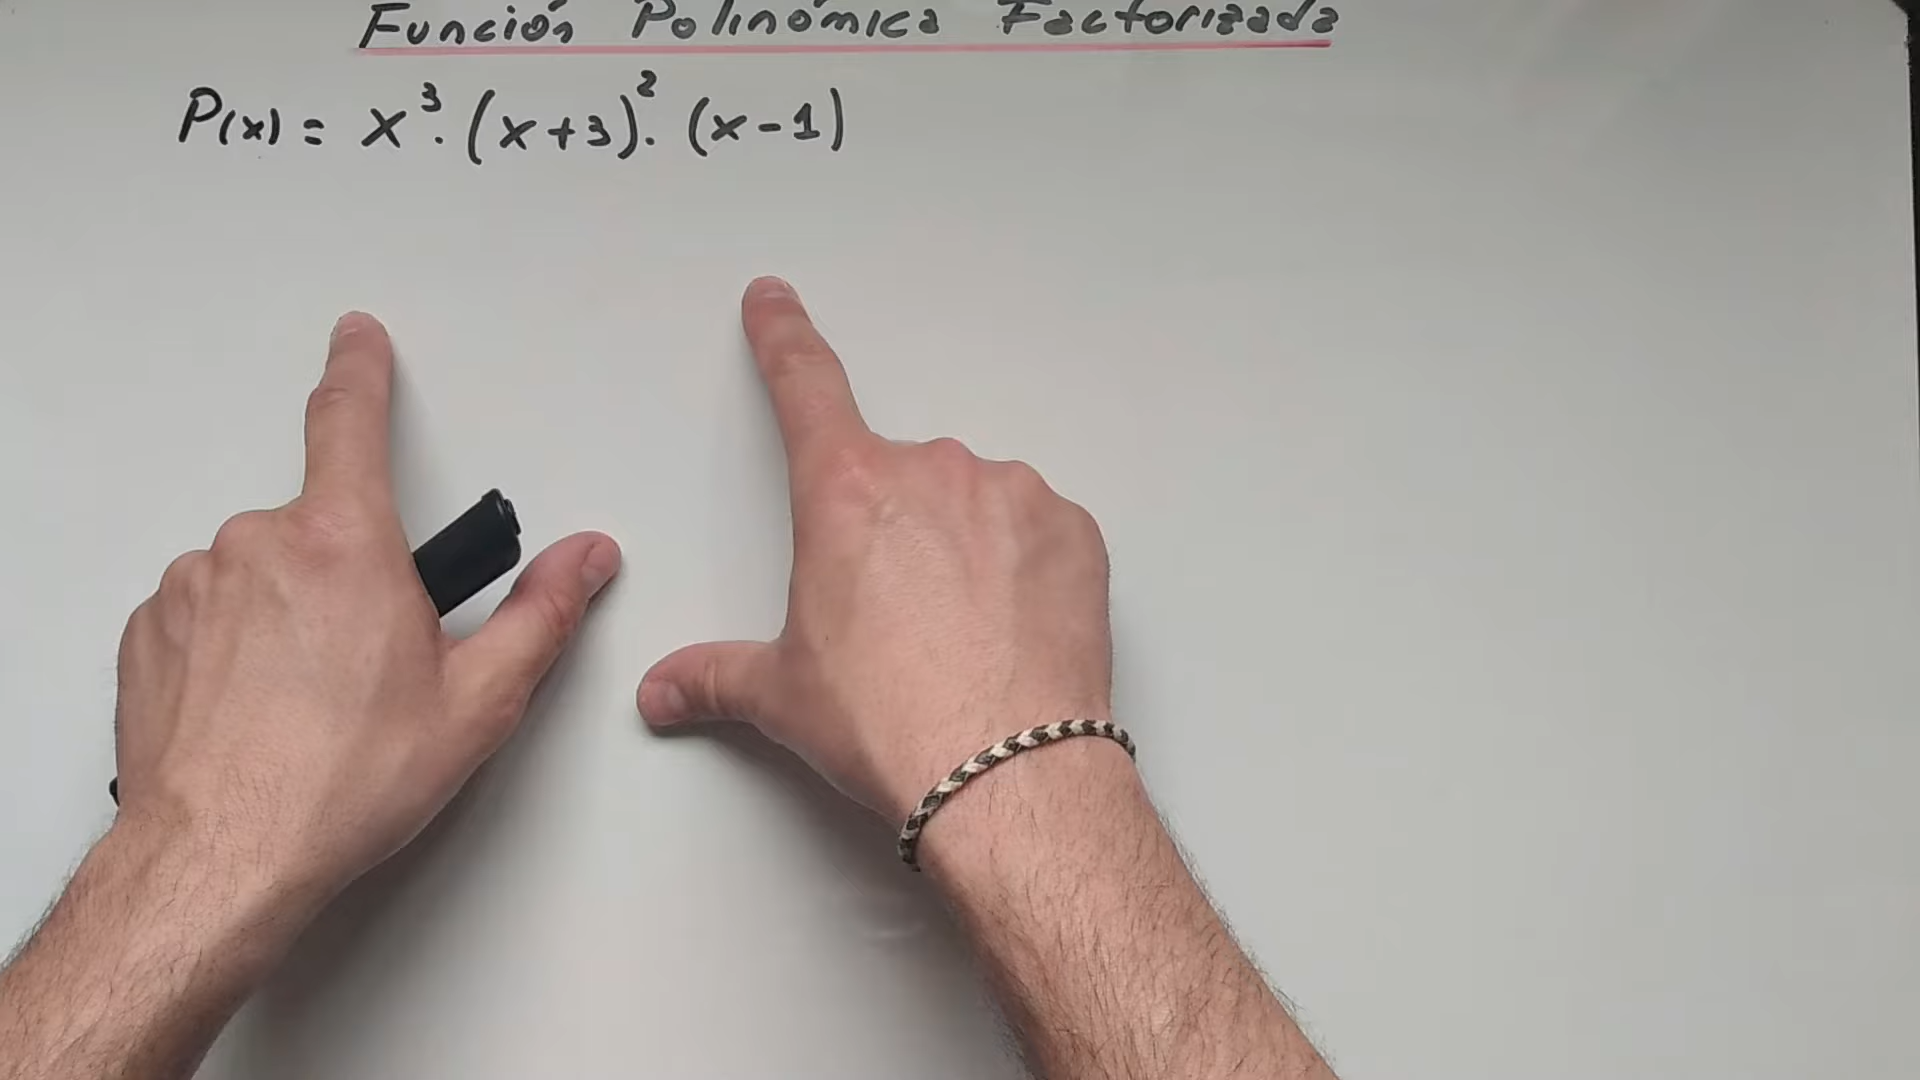 Función Polinómica Factorizada
P(x) = x³ · (x+3)² · (x-1)